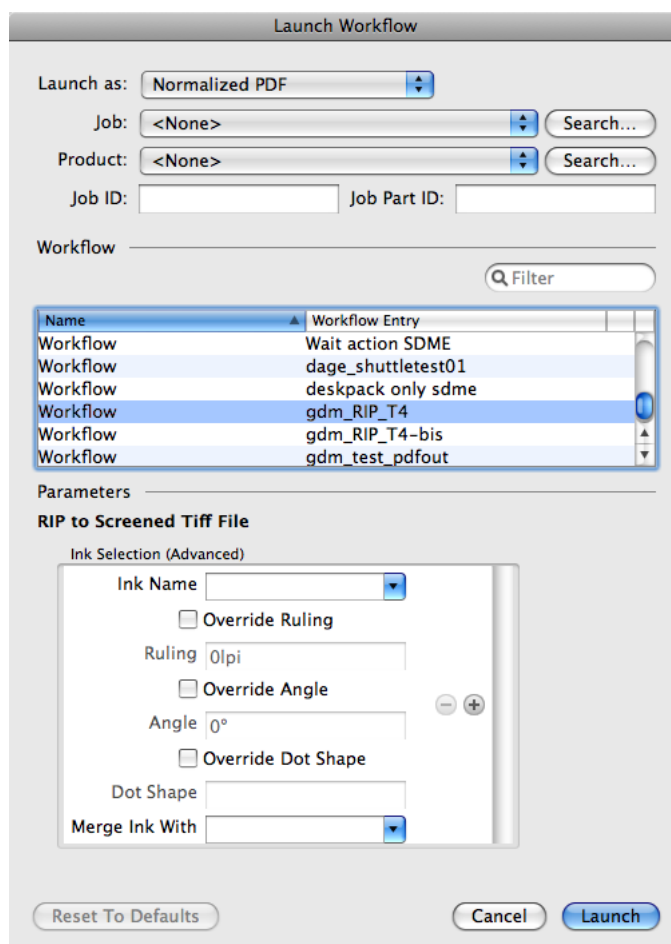 Launch Workflow
Launch as: Normalized PDF
Job: <None> Search...
Product: <None> Search...
Job ID: Job Part ID:
Workflow
Filter
Name Workflow Entry
Workflow Wait action SDME
Workflow dage_shuttletest01
Workflow deskpack only sdme
Workflow gdm_RIP_T4
Workflow gdm_RIP_T4-bis
Workflow gdm_test_pdfout
Parameters
RIP to Screened Tiff File
Ink Selection (Advanced)
Ink Name
Override Ruling
Ruling 0lpi
Override Angle
Angle 0°
Override Dot Shape
Dot Shape
Merge Ink With
Reset To Defaults Cancel Launch